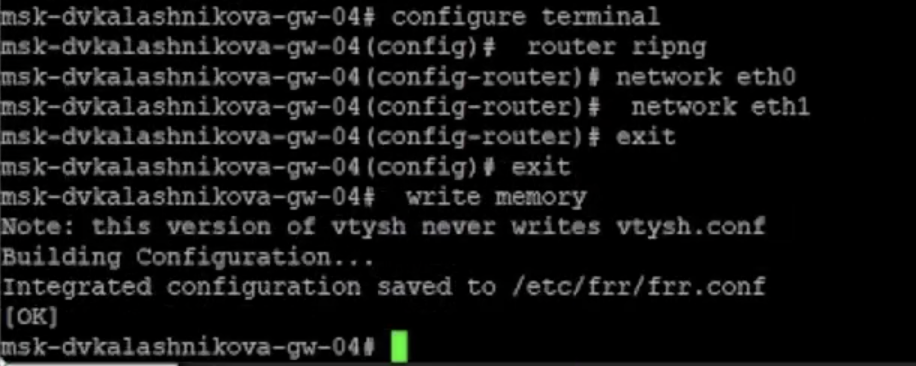 msk-dvkalashnikova-gw-04# configure terminal
msk-dvkalashnikova-gw-04(config)#  router ripng
msk-dvkalashnikova-gw-04(config-router)# network eth0
msk-dvkalashnikova-gw-04(config-router)#  network eth1
msk-dvkalashnikova-gw-04(config-router)# exit
msk-dvkalashnikova-gw-04(config)# exit
msk-dvkalashnikova-gw-04#  write memory
Note: this version of vtysh never writes vtysh.conf
Building Configuration...
Integrated configuration saved to /etc/frr/frr.conf
[OK]
msk-dvkalashnikova-gw-04#